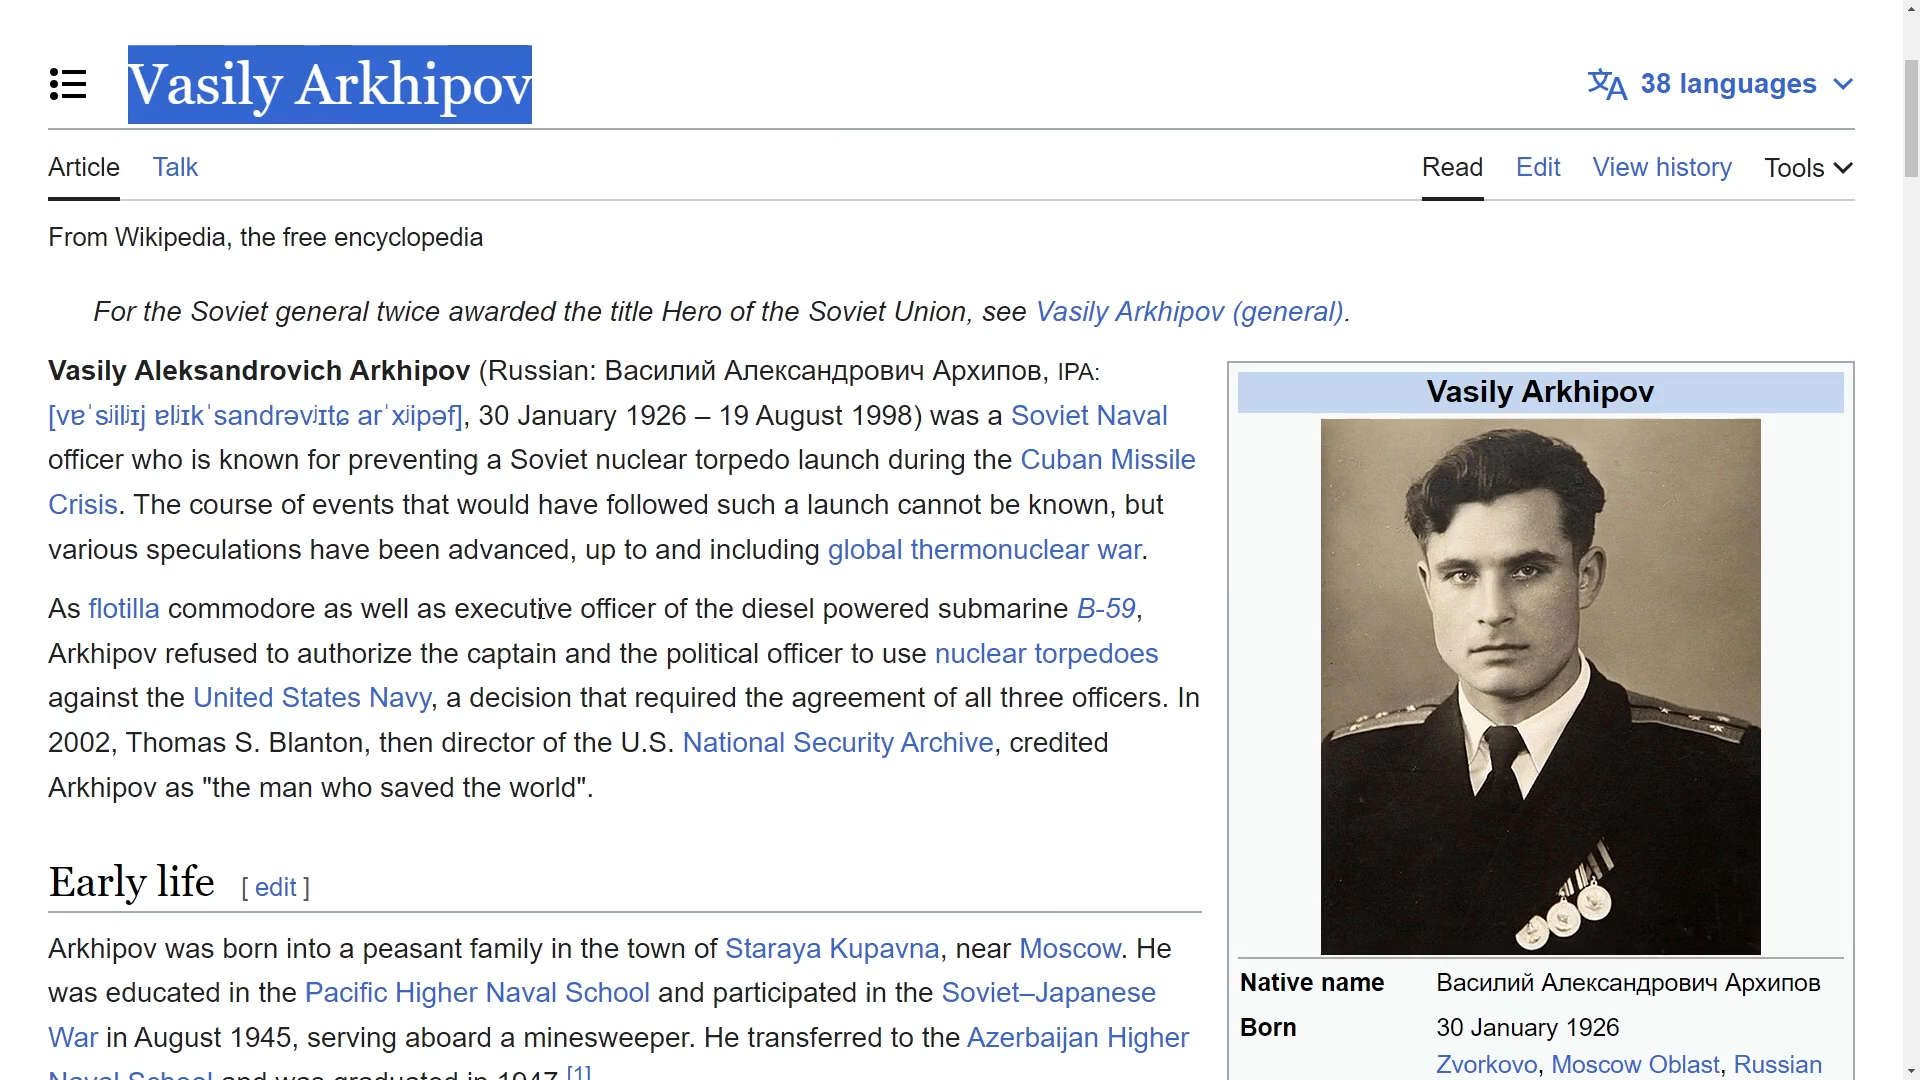 Vasily Arkhipov
38 languages
Article Talk
Read Edit View history Tools
From Wikipedia, the free encyclopedia
For the Soviet general twice awarded the title Hero of the Soviet Union, see Vasily Arkhipov (general).
Vasily Aleksandrovich Arkhipov (Russian: Василий Александрович Архипов, IPA:
[vɐˈsʲilʲɪj ɐlʲɪkˈsandrəvʲɪtɕ arˈxʲipəf], 30 January 1926 – 19 August 1998) was a Soviet Naval
officer who is known for preventing a Soviet nuclear torpedo launch during the Cuban Missile
Crisis. The course of events that would have followed such a launch cannot be known, but
various speculations have been advanced, up to and including global thermonuclear war.
As flotilla commodore as well as executive officer of the diesel powered submarine B-59,
Arkhipov refused to authorize the captain and the political officer to use nuclear torpedoes
against the United States Navy, a decision that required the agreement of all three officers. In
2002, Thomas S. Blanton, then director of the U.S. National Security Archive, credited
Arkhipov as "the man who saved the world".
Early life [ edit ]
Arkhipov was born into a peasant family in the town of Staraya Kupavna, near Moscow. He
was educated in the Pacific Higher Naval School and participated in the Soviet–Japanese
War in August 1945, serving aboard a minesweeper. He transferred to the Azerbaijan Higher
Naval School and was graduated in 1947.[1]
Vasily Arkhipov
Native name Василий Александрович Архипов
Born 30 January 1926
Zvorkovo, Moscow Oblast, Russian